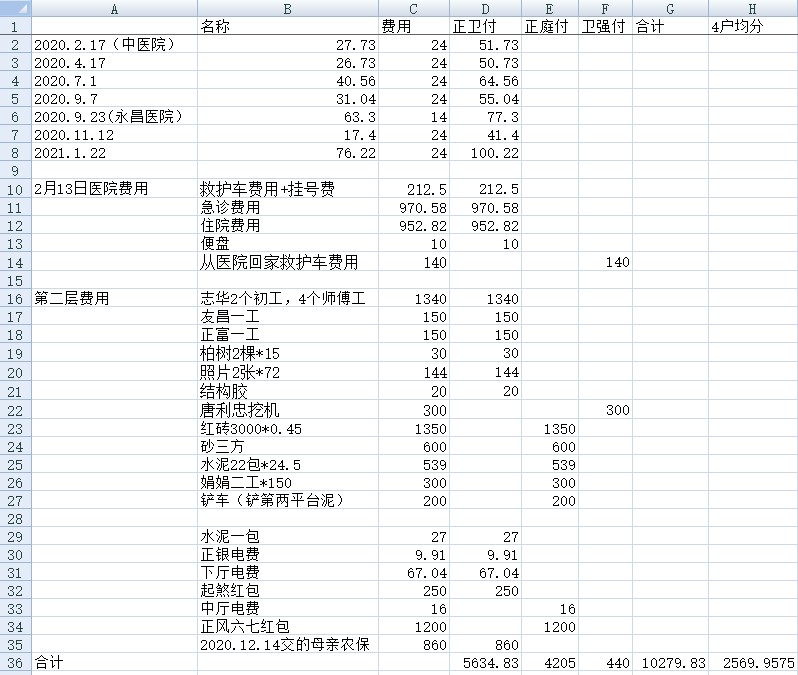 A B C D E F G H
1 名称 费用 正卫付 正庭付 卫强付 合计 4户均分
2 2020.2.17（中医院） 27.73 24 51.73
3 2020.4.17 26.73 24 50.73
4 2020.7.1 40.56 24 64.56
5 2020.9.7 31.04 24 55.04
6 2020.9.23(永昌医院） 63.3 14 77.3
7 2020.11.12 17.4 24 41.4
8 2021.1.22 76.22 24 100.22
9
10 2月13日医院费用 救护车费用+挂号费 212.5 212.5
11 急诊费用 970.58 970.58
12 住院费用 952.82 952.82
13 便盘 10 10
14 从医院回家救护车费用 140 140
15
16 第二层费用 志华2个初工，4个师傅工 1340 1340
17 友昌一工 150 150
18 正富一工 150 150
19 柏树2棵*15 30 30
20 照片2张*72 144 144
21 结构胶 20 20
22 唐利忠挖机 300 300
23 红砖3000*0.45 1350 1350
24 砂三方 600 600
25 水泥22包*24.5 539 539
26 娟娟二工*150 300 300
27 铲车（铲第两平台泥） 200 200
28
29 水泥一包 27 27
30 正银电费 9.91 9.91
31 下厅电费 67.04 67.04
32 起煞红包 250 250
33 中厅电费 16 16
34 正风六七红包 1200 1200
35 2020.12.14交的母亲农保 860 860
36 合计 5634.83 4205 440 10279.83 2569.9575